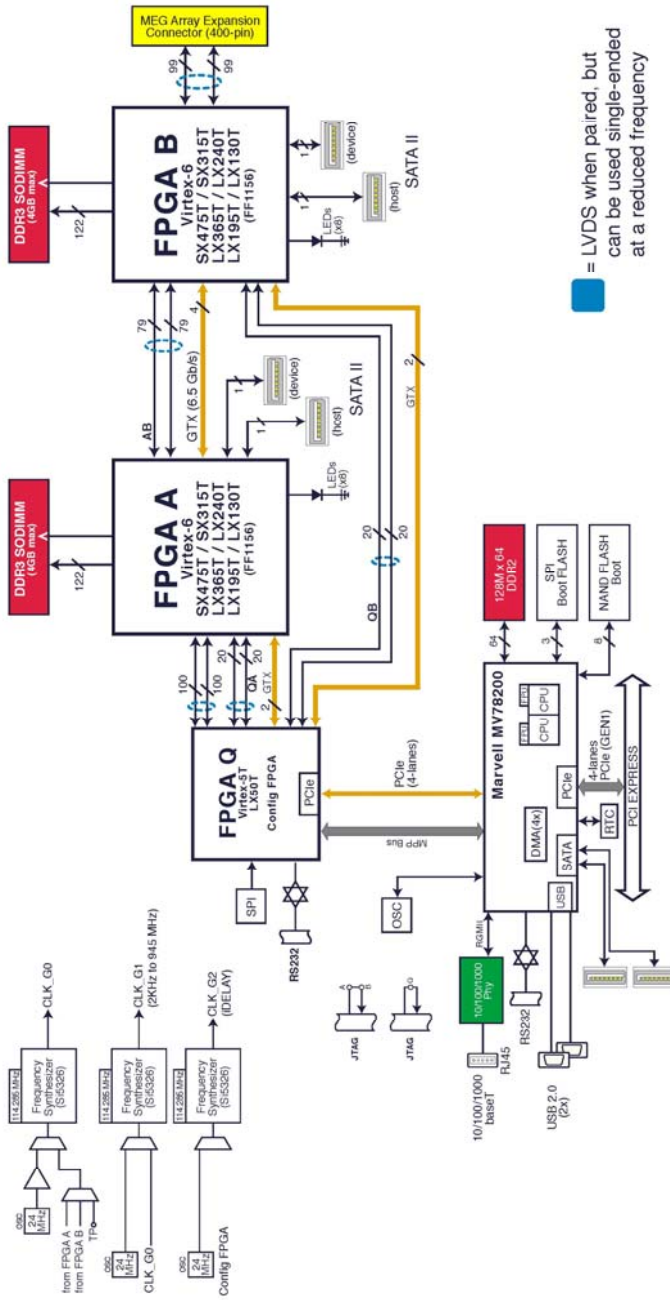 MEG Array Expansion
Connector (400-pin)
99
99
DDR3 SODIMM
(4GB max)
122
FPGA B
Virtex-6
SX475T / SX315T
LX365T / LX240T
LX195T / LX130T
(FF1156)
1
(device)
1
(host)
SATA II
LEDs
(x8)
79
79
AB
4
GTX (6.5 Gb/s)
DDR3 SODIMM
(4GB max)
122
FPGA A
Virtex-6
SX475T / SX315T
LX365T / LX240T
LX195T / LX130T
(FF1156)
1
(device)
1
(host)
SATA II
LEDs
(x8)
20
20
QB
2
GTX
100
100
20
20
QA
2
GTX
FPGA Q
Virtex-5T
LX50T
Config FPGA
PCIe
SPI
RS232
PCIe
(4-lanes)
MPP Bus
= LVDS when paired, but
can be used single-ended
at a reduced frequency
114.285 MHz
Frequency
Synthesizer
(Si5326)
CLK_G0
OSC
24
MHz
from FPGA A
from FPGA B
TP
114.285 MHz
Frequency
Synthesizer
(Si5326)
CLK_G1
(2KHz to 945 MHz)
OSC
24
MHz
CLK_G0
114.285 MHz
Frequency
Synthesizer
(Si5326)
CLK_G2
(IDELAY)
OSC
24
MHz
Config FPGA
JTAG
A
B
JTAG
Q
OSC
Marvell MV78200
FPU
CPU
FPU
CPU
DMA(4x)
PCIe
SATA
USB
RTC
64
128M x 64
DDR2
3
SPI
Boot FLASH
8
NAND FLASH
Boot
4-lanes
PCIe (GEN1)
PCI EXPRESS
RGMII
10/100/1000
Phy
RJ45
10/100/1000
baseT
RS232
USB 2.0
(2x)